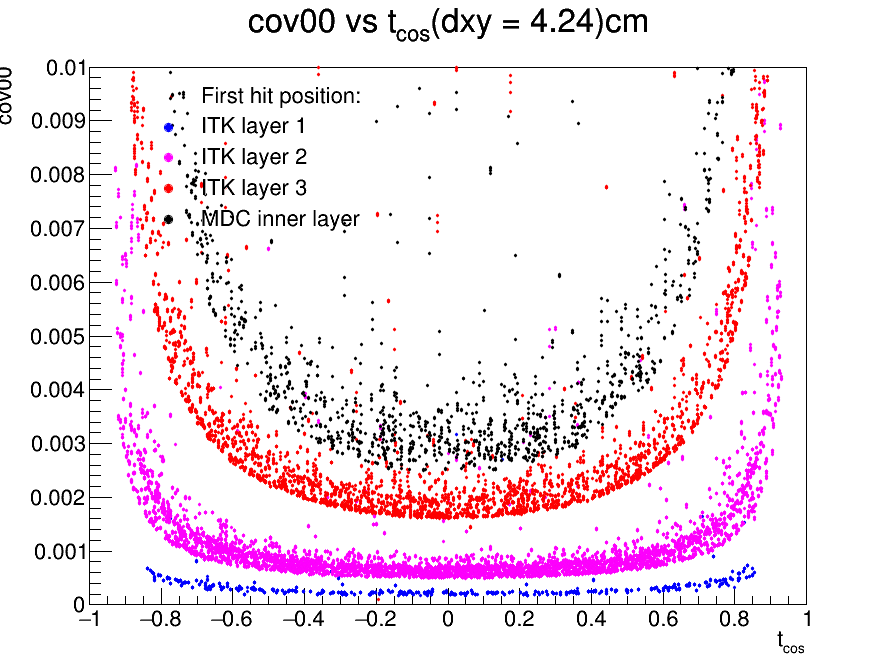 cov00 vs t_cos(dxy = 4.24)cm
cov00
0.01
0.009
0.008
0.007
0.006
0.005
0.004
0.003
0.002
0.001
0
First hit position:
ITK layer 1
ITK layer 2
ITK layer 3
MDC inner layer
−1 −0.8 −0.6 −0.4 −0.2 0 0.2 0.4 0.6 0.8 1
t_cos